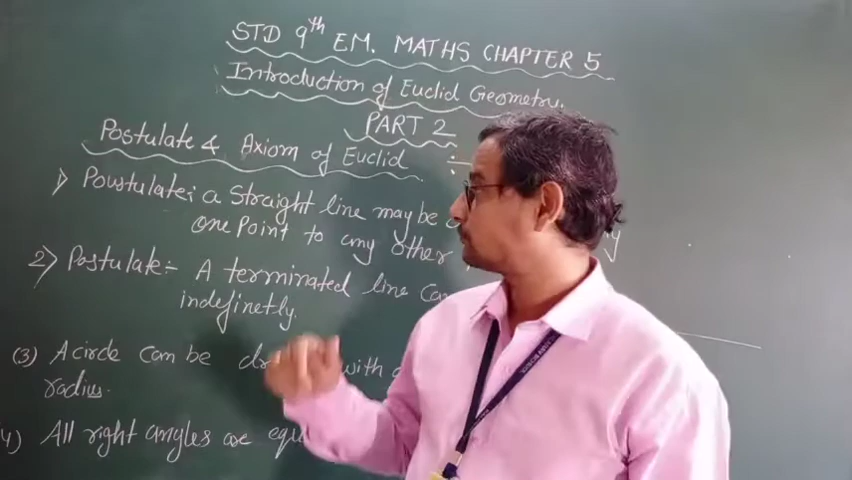 STD 9th EM. MATHS CHAPTER 5
Introduction of Euclid Geometry.
PART 2
Postulate & Axiom of Euclid :-
1) Poustulate: a Straight line may be
one Point to any other
2) Postulate :- A terminated line
indefinetly.
(3) A circle can be with
radius.
(4) All right angles are